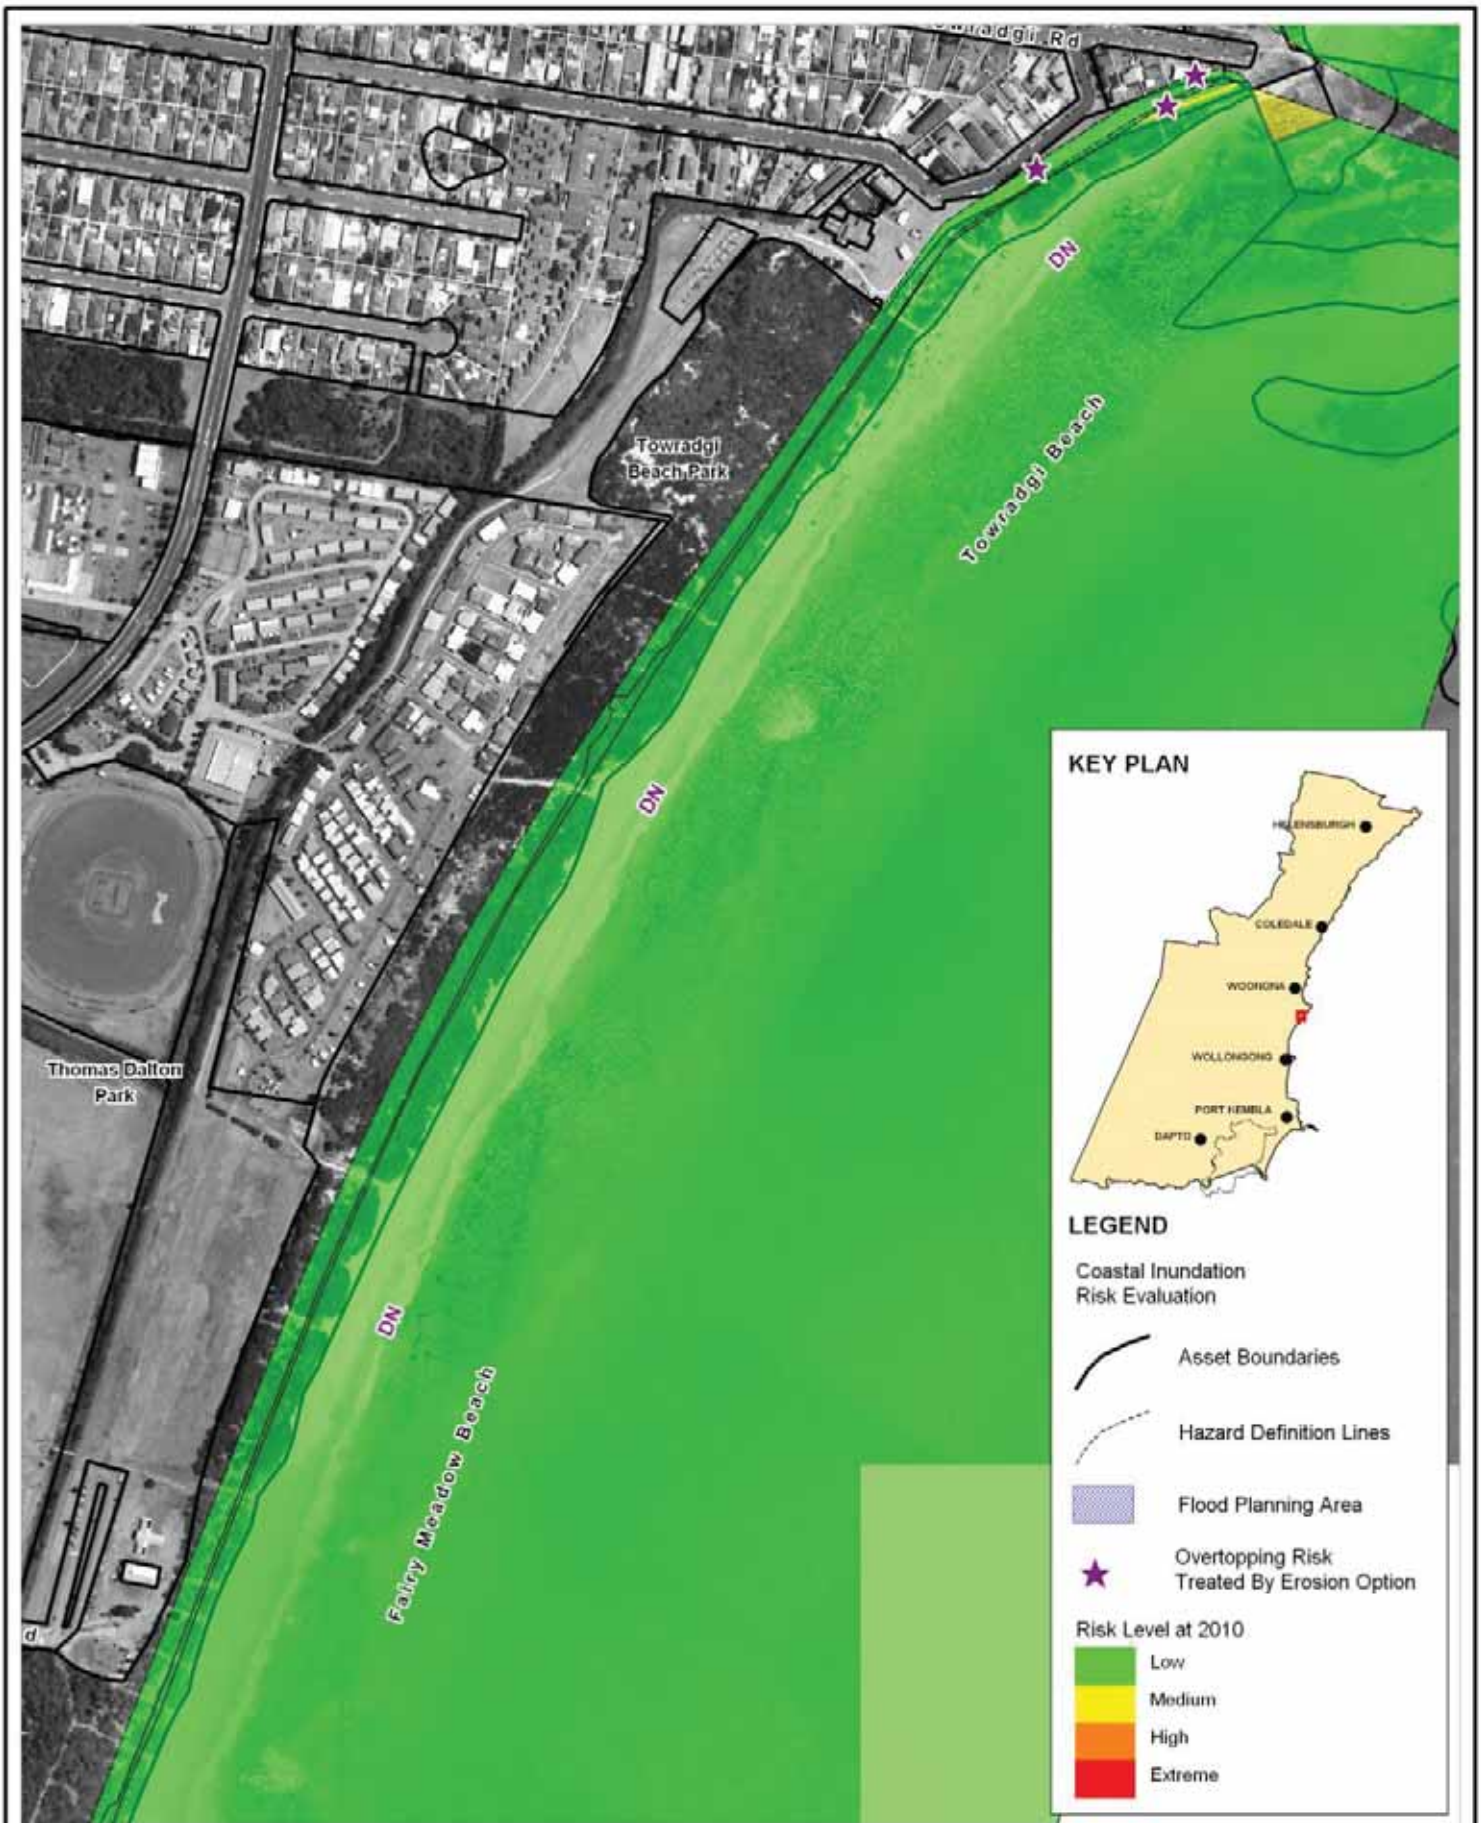 Towradgi
Beach Park
DN
Towradgi Beach
DN
Thomas Dalton
Park
DN
Fairy Meadow Beach
d
KEY PLAN
HELENSBURGH
COLEDALE
WOONONA
WOLLONGONG
PORT KEMBLA
DAPTO
LEGEND
Coastal Inundation
Risk Evaluation
Asset Boundaries
Hazard Definition Lines
Flood Planning Area
Overtopping Risk
Treated By Erosion Option
Risk Level at 2010
Low
Medium
High
Extreme